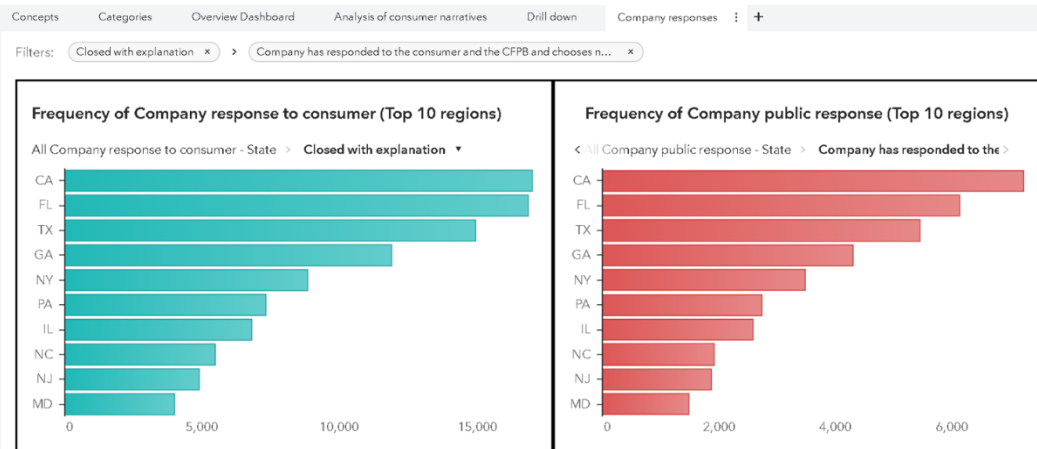 Concepts Categories Overview Dashboard Analysis of consumer narratives Drill down Company responses ⋮ +
Filters: Closed with explanation × > Company has responded to the consumer and the CFPB and chooses n... ×
Frequency of Company response to consumer (Top 10 regions)
All Company response to consumer - State > Closed with explanation ▼
CA
FL
TX
GA
NY
PA
IL
NC
NJ
MD
0 5,000 10,000 15,000
Frequency of Company public response (Top 10 regions)
< All Company public response - State > Company has responded to the >
CA
FL
TX
GA
NY
PA
IL
NC
NJ
MD
0 2,000 4,000 6,000